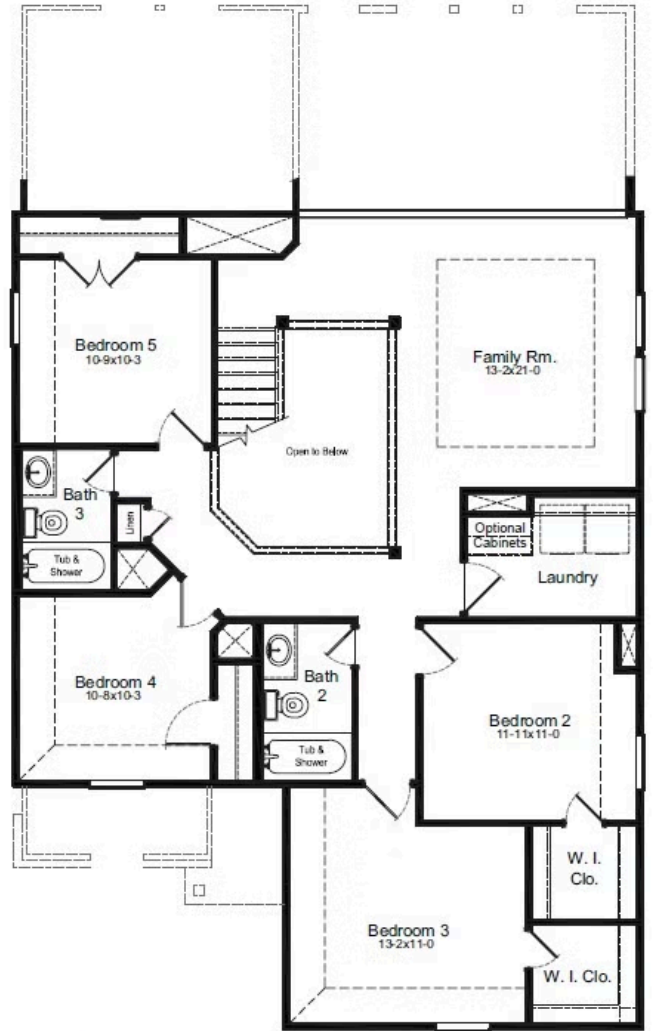 Bedroom 5
10-9x10-3
Family Rm.
13-2x21-0
Open to Below
Bath
3
Linen
Optional
Cabinets
Tub &
Shower
Laundry
Bedroom 4
10-8x10-3
Bath
2
Tub &
Shower
Bedroom 2
11-11x11-0
W. I.
Clo.
Bedroom 3
13-2x11-0
W. I. Clo.